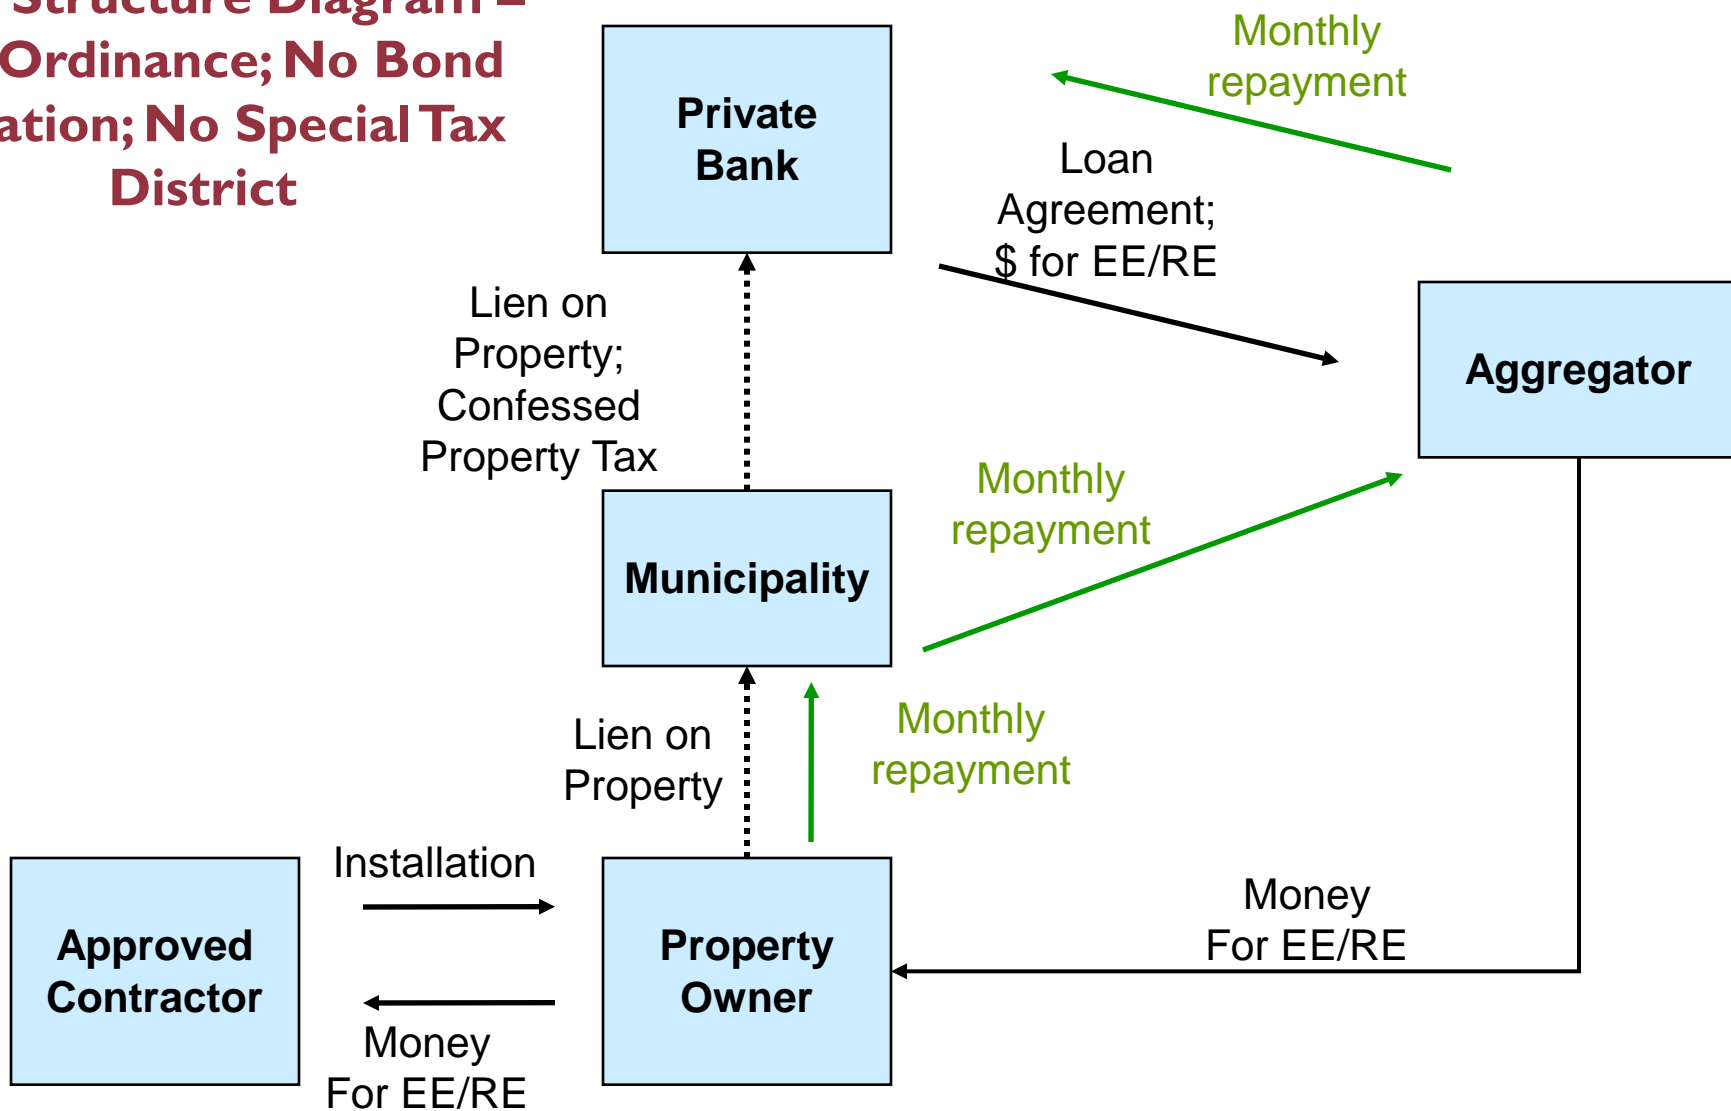 Structure Diagram –
Ordinance; No Bond
No Special Tax
District
Monthly
repayment
Private
Bank
Loan
Agreement;
$ for EE/RE
Lien on
Property;
Confessed
Property Tax
Aggregator
Monthly
repayment
Municipality
Lien on
Property
Monthly
repayment
Installation
Approved
Contractor
Property
Owner
Money
For EE/RE
Money
For EE/RE